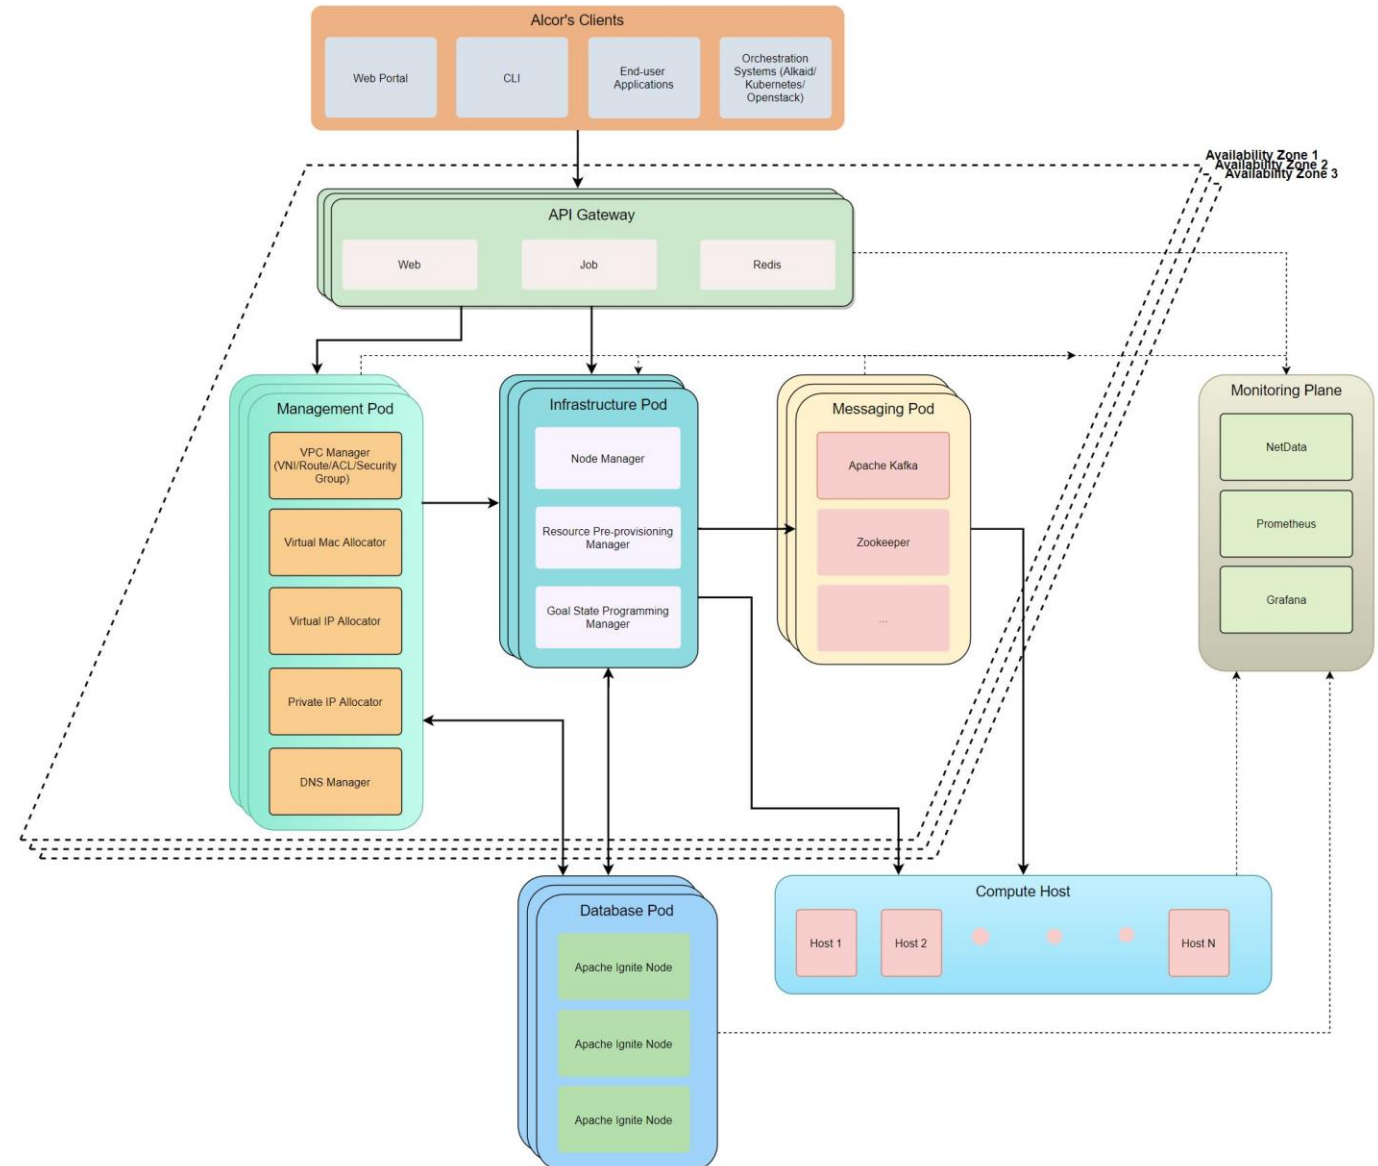 Alcor's Clients
Web Portal
CLI
End-user
Applications
Orchestration
Systems (Alkaid/
Kubernetes/
Openstack)
Availability Zone 1
Availability Zone 2
Availability Zone 3
API Gateway
Web
Job
Redis
Management Pod
VPC Manager
(VNI/Route/ACL/Security
Group)
Virtual Mac Allocator
Virtual IP Allocator
Private IP Allocator
DNS Manager
Infrastructure Pod
Node Manager
Resource Pre-provisioning
Manager
Goal State Programming
Manager
Messaging Pod
Apache Kafka
Zookeeper
...
Monitoring Plane
NetData
Prometheus
Grafana
Database Pod
Apache Ignite Node
Apache Ignite Node
Apache Ignite Node
Compute Host
Host 1
Host 2
Host N